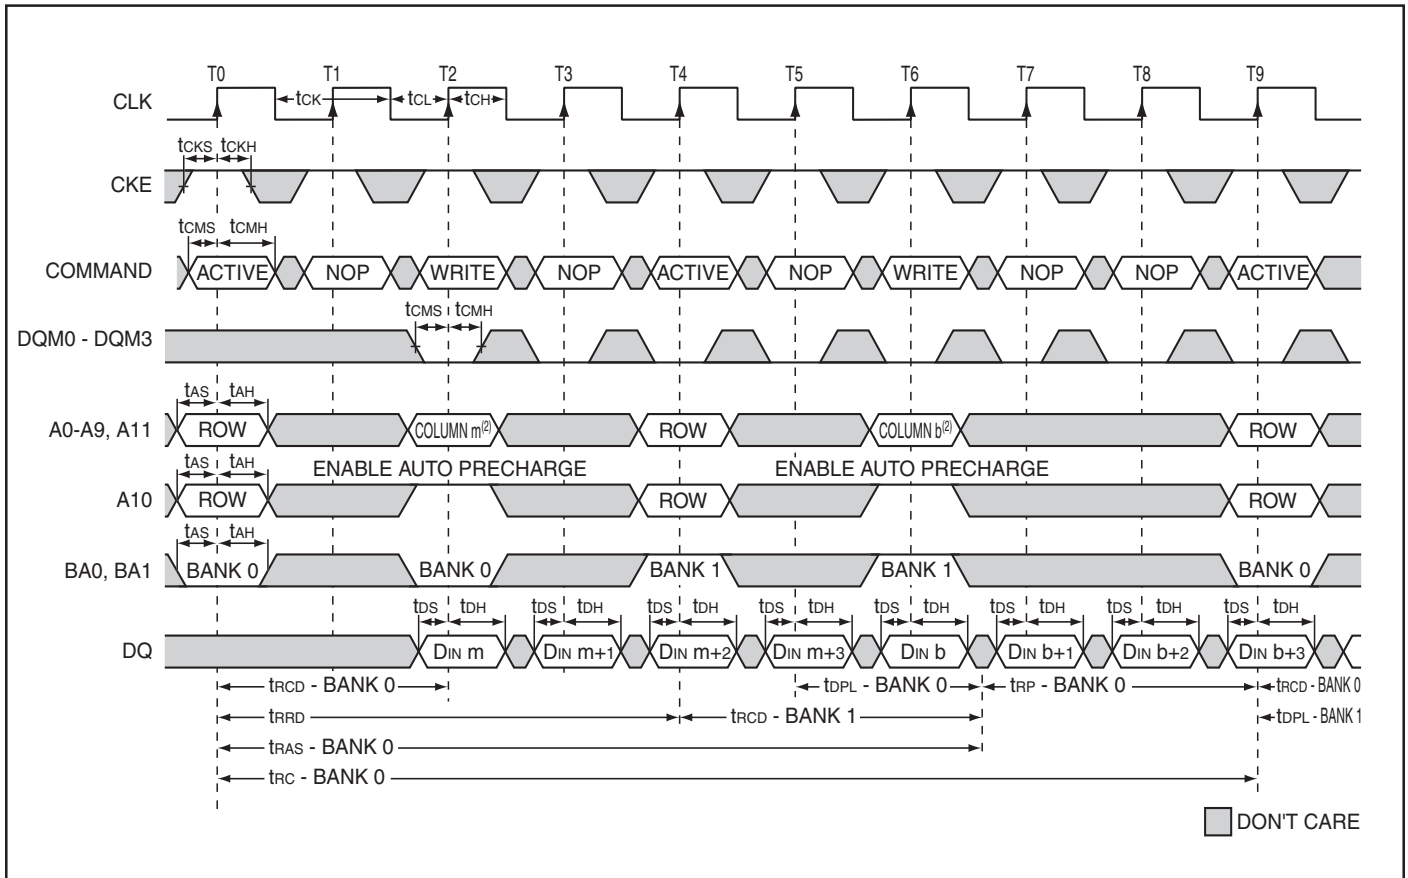 T0 T1 T2 T3 T4 T5 T6 T7 T8 T9
CLK tCK tCL tCH
tCKS tCKH
CKE
tCMS tCMH
COMMAND ACTIVE NOP WRITE NOP ACTIVE NOP WRITE NOP NOP ACTIVE
tCMS tCMH
DQM0 - DQM3
tAS tAH
A0-A9, A11 ROW COLUMN m(2) ROW COLUMN b(2) ROW
tAS tAH ENABLE AUTO PRECHARGE ENABLE AUTO PRECHARGE
A10 ROW ROW ROW
tAS tAH
BA0, BA1 BANK 0 BANK 0 BANK 1 BANK 1 BANK 0
tDS tDH tDS tDH tDS tDH tDS tDH tDS tDH tDS tDH tDS tDH tDS tDH
DQ DIN m DIN m+1 DIN m+2 DIN m+3 DIN b DIN b+1 DIN b+2 DIN b+3
tRCD - BANK 0 tDPL - BANK 0 tRP - BANK 0 tRCD - BANK 0
tRRD tRCD - BANK 1 tDPL - BANK 1
tRAS - BANK 0
tRC - BANK 0
DON'T CARE